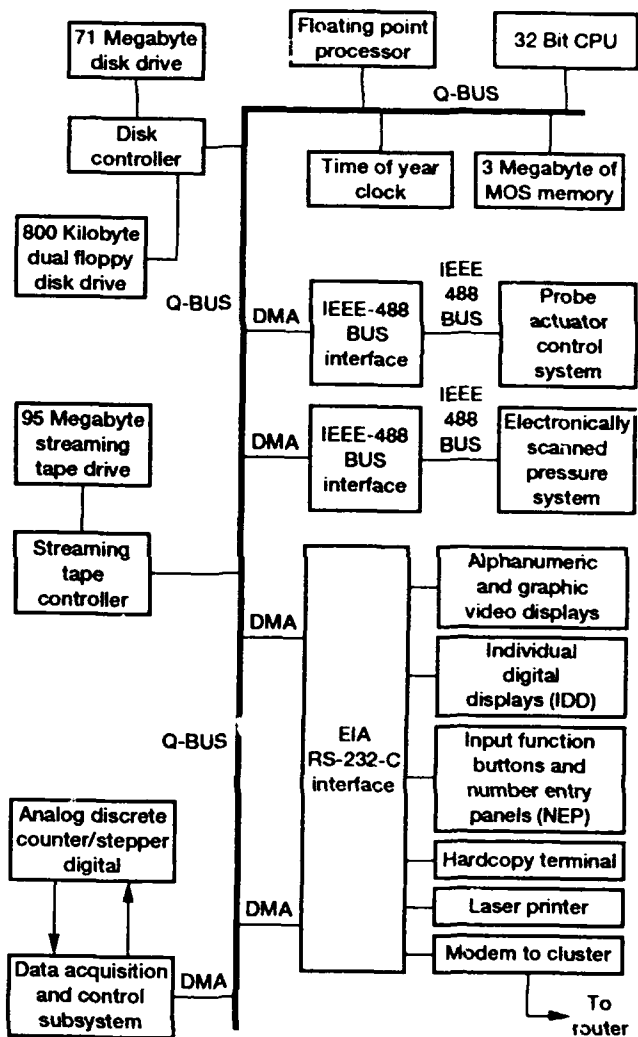 71 Megabyte
disk drive
Floating point
processor
32 Bit CPU
Q-BUS
Q-BUS
Disk
controller
Time of year
clock
3 Megabyte of
MOS memory
800 Kilobyte
dual floppy
disk drive
Q-BUS
DMA
IEEE-488
BUS
interface
IEEE
488
BUS
Probe
actuator
control
system
95 Megabyte
streaming
tape drive
DMA
IEEE-488
BUS
interface
IEEE
488
BUS
Electronically
scanned
pressure
system
Streaming
tape
controller
DMA
EIA
RS-232-C
interface
Alphanumeric
and graphic
video displays
Individual
digital
displays (IDD)
Q-BUS
Input function
buttons and
number entry
panels (NEP)
Analog discrete
counter/stepper
digital
Hardcopy terminal
DMA
Laser printer
Data acquisition
and control
subsystem
DMA
Modem to cluster
To
router